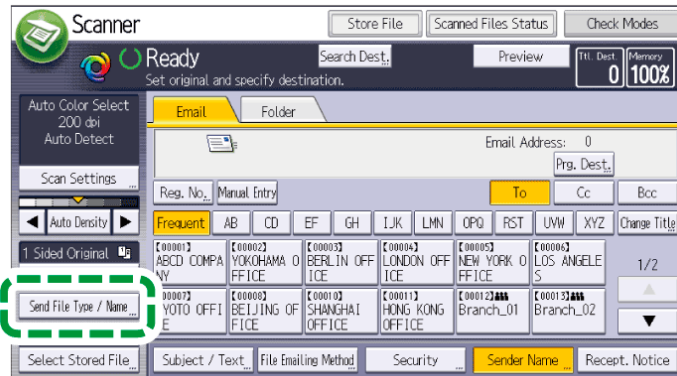 Scanner
Store File
Scanned Files Status
Check Modes
Ready
Search Dest.
Preview
Ttl. Dest.
0
Memory
100%
Set original and specify destination.
Auto Color Select
200 dpi
Auto Detect
Scan Settings
Auto Density
1 Sided Original
Send File Type / Name
Select Stored File
Email
Folder
Email Address: 0
Prg. Dest.
Reg. No.
Manual Entry
To
Cc
Bcc
Frequent
AB
CD
EF
GH
IJK
LMN
OPQ
RST
UVW
XYZ
Change Title
[00001]
ABCD COMPA
NY
[00002]
YOKOHAMA O
FFICE
[00003]
BERLIN OFF
ICE
[00004]
LONDON OFF
ICE
[00005]
NEW YORK O
FFICE
[00006]
LOS ANGELE
S
1/2
00007]
YOTO OFFI
E
[00008]
BEIJING OF
FICE
[00010]
SHANGHAI
OFFICE
[00011]
HONG KONG
OFFICE
[00012]
Branch_01
[00013]
Branch_02
Subject / Text
File Emailing Method
Security
Sender Name
Recept. Notice